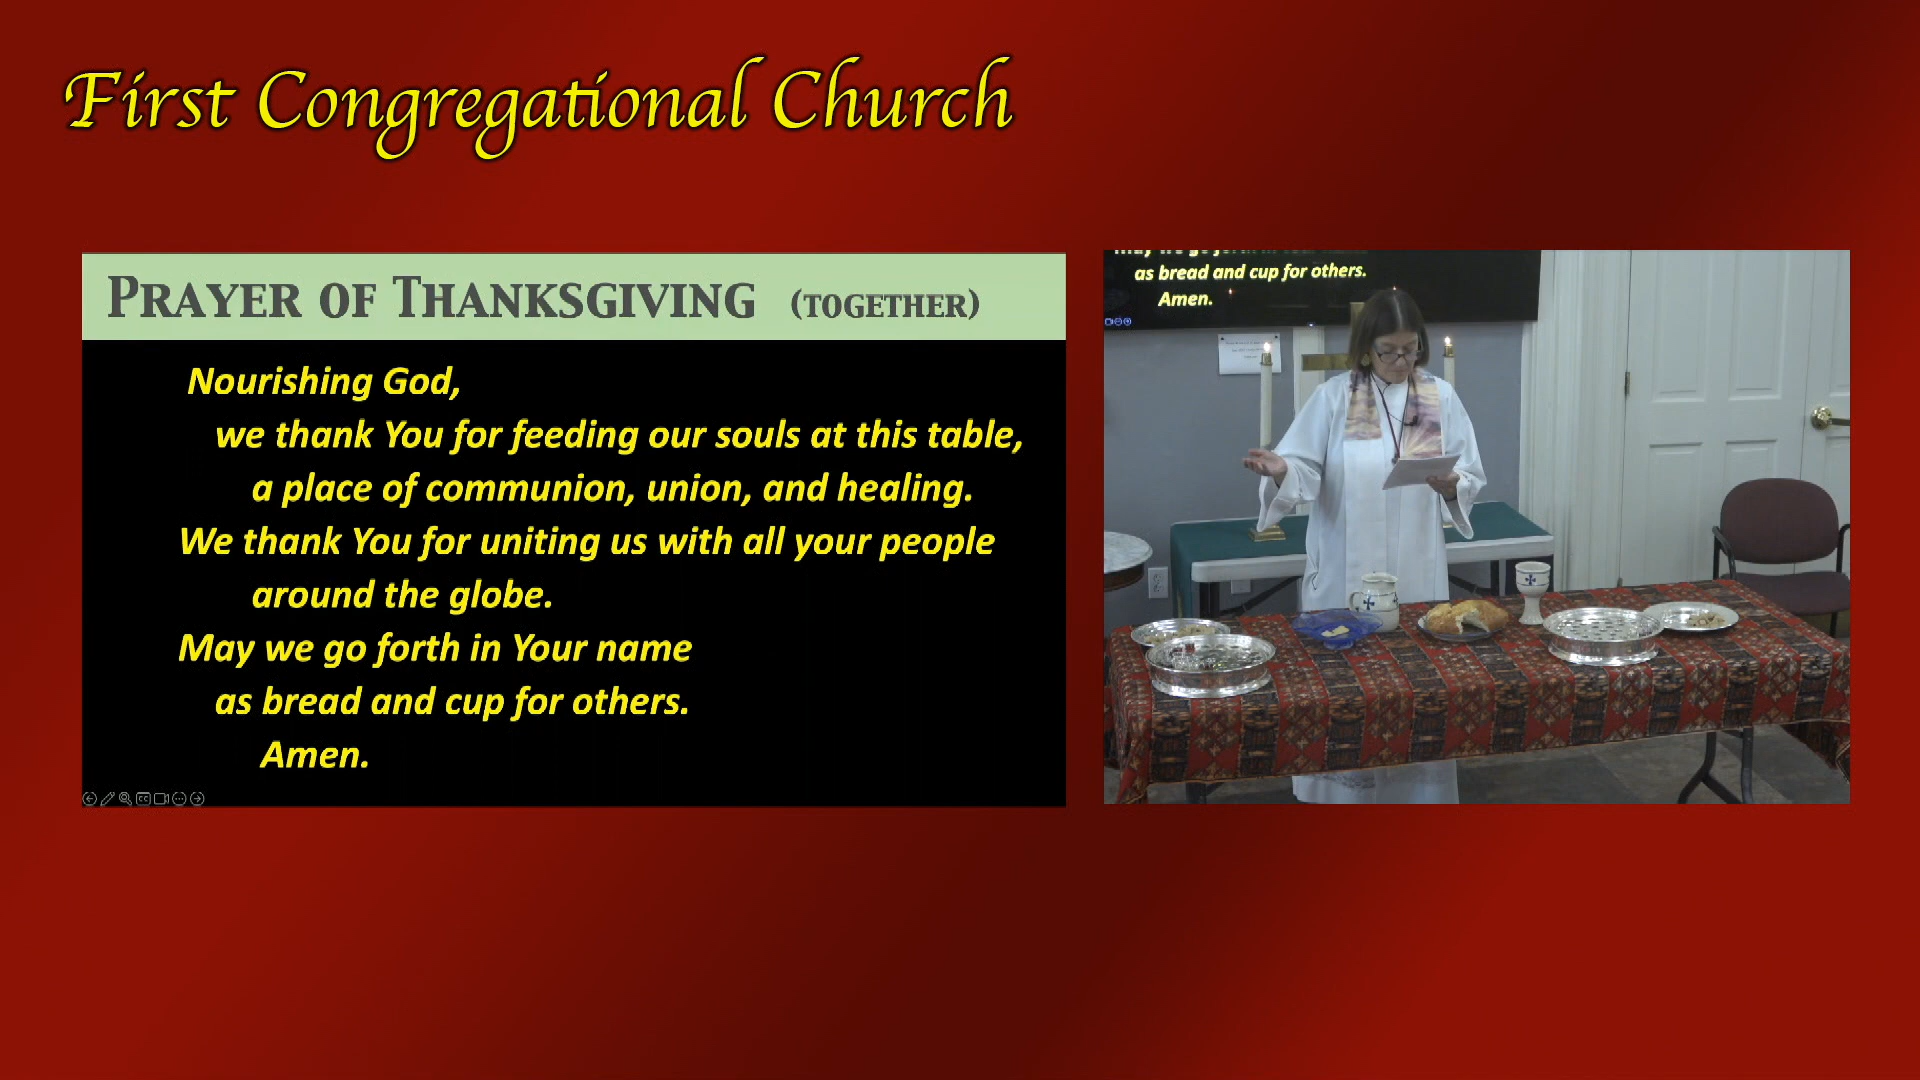 First Congregational Church
PRAYER OF THANKSGIVING (TOGETHER)
Nourishing God,
we thank You for feeding our souls at this table,
a place of communion, union, and healing.
We thank You for uniting us with all your people
around the globe.
May we go forth in Your name
as bread and cup for others.
Amen.
as bread and cup for others.
Amen.